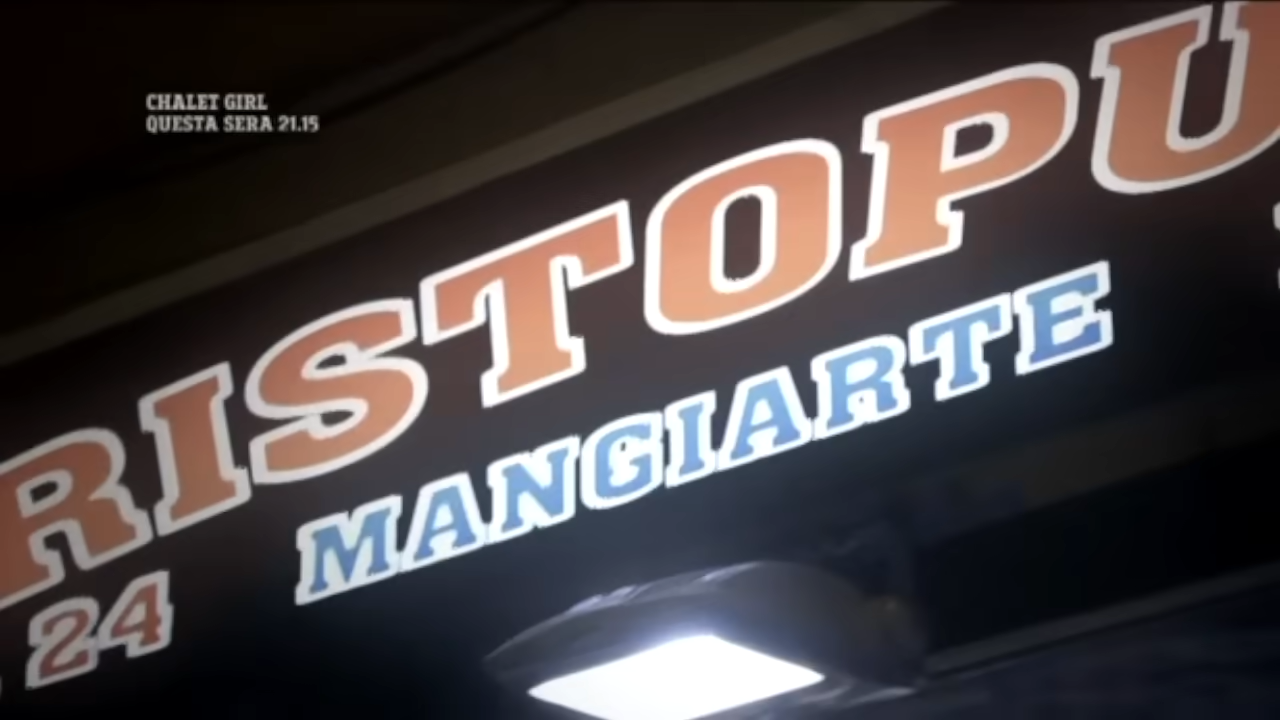 CHALET GIRL
QUESTA SERA 21.15
RISTOPU
MANGIARTE
24